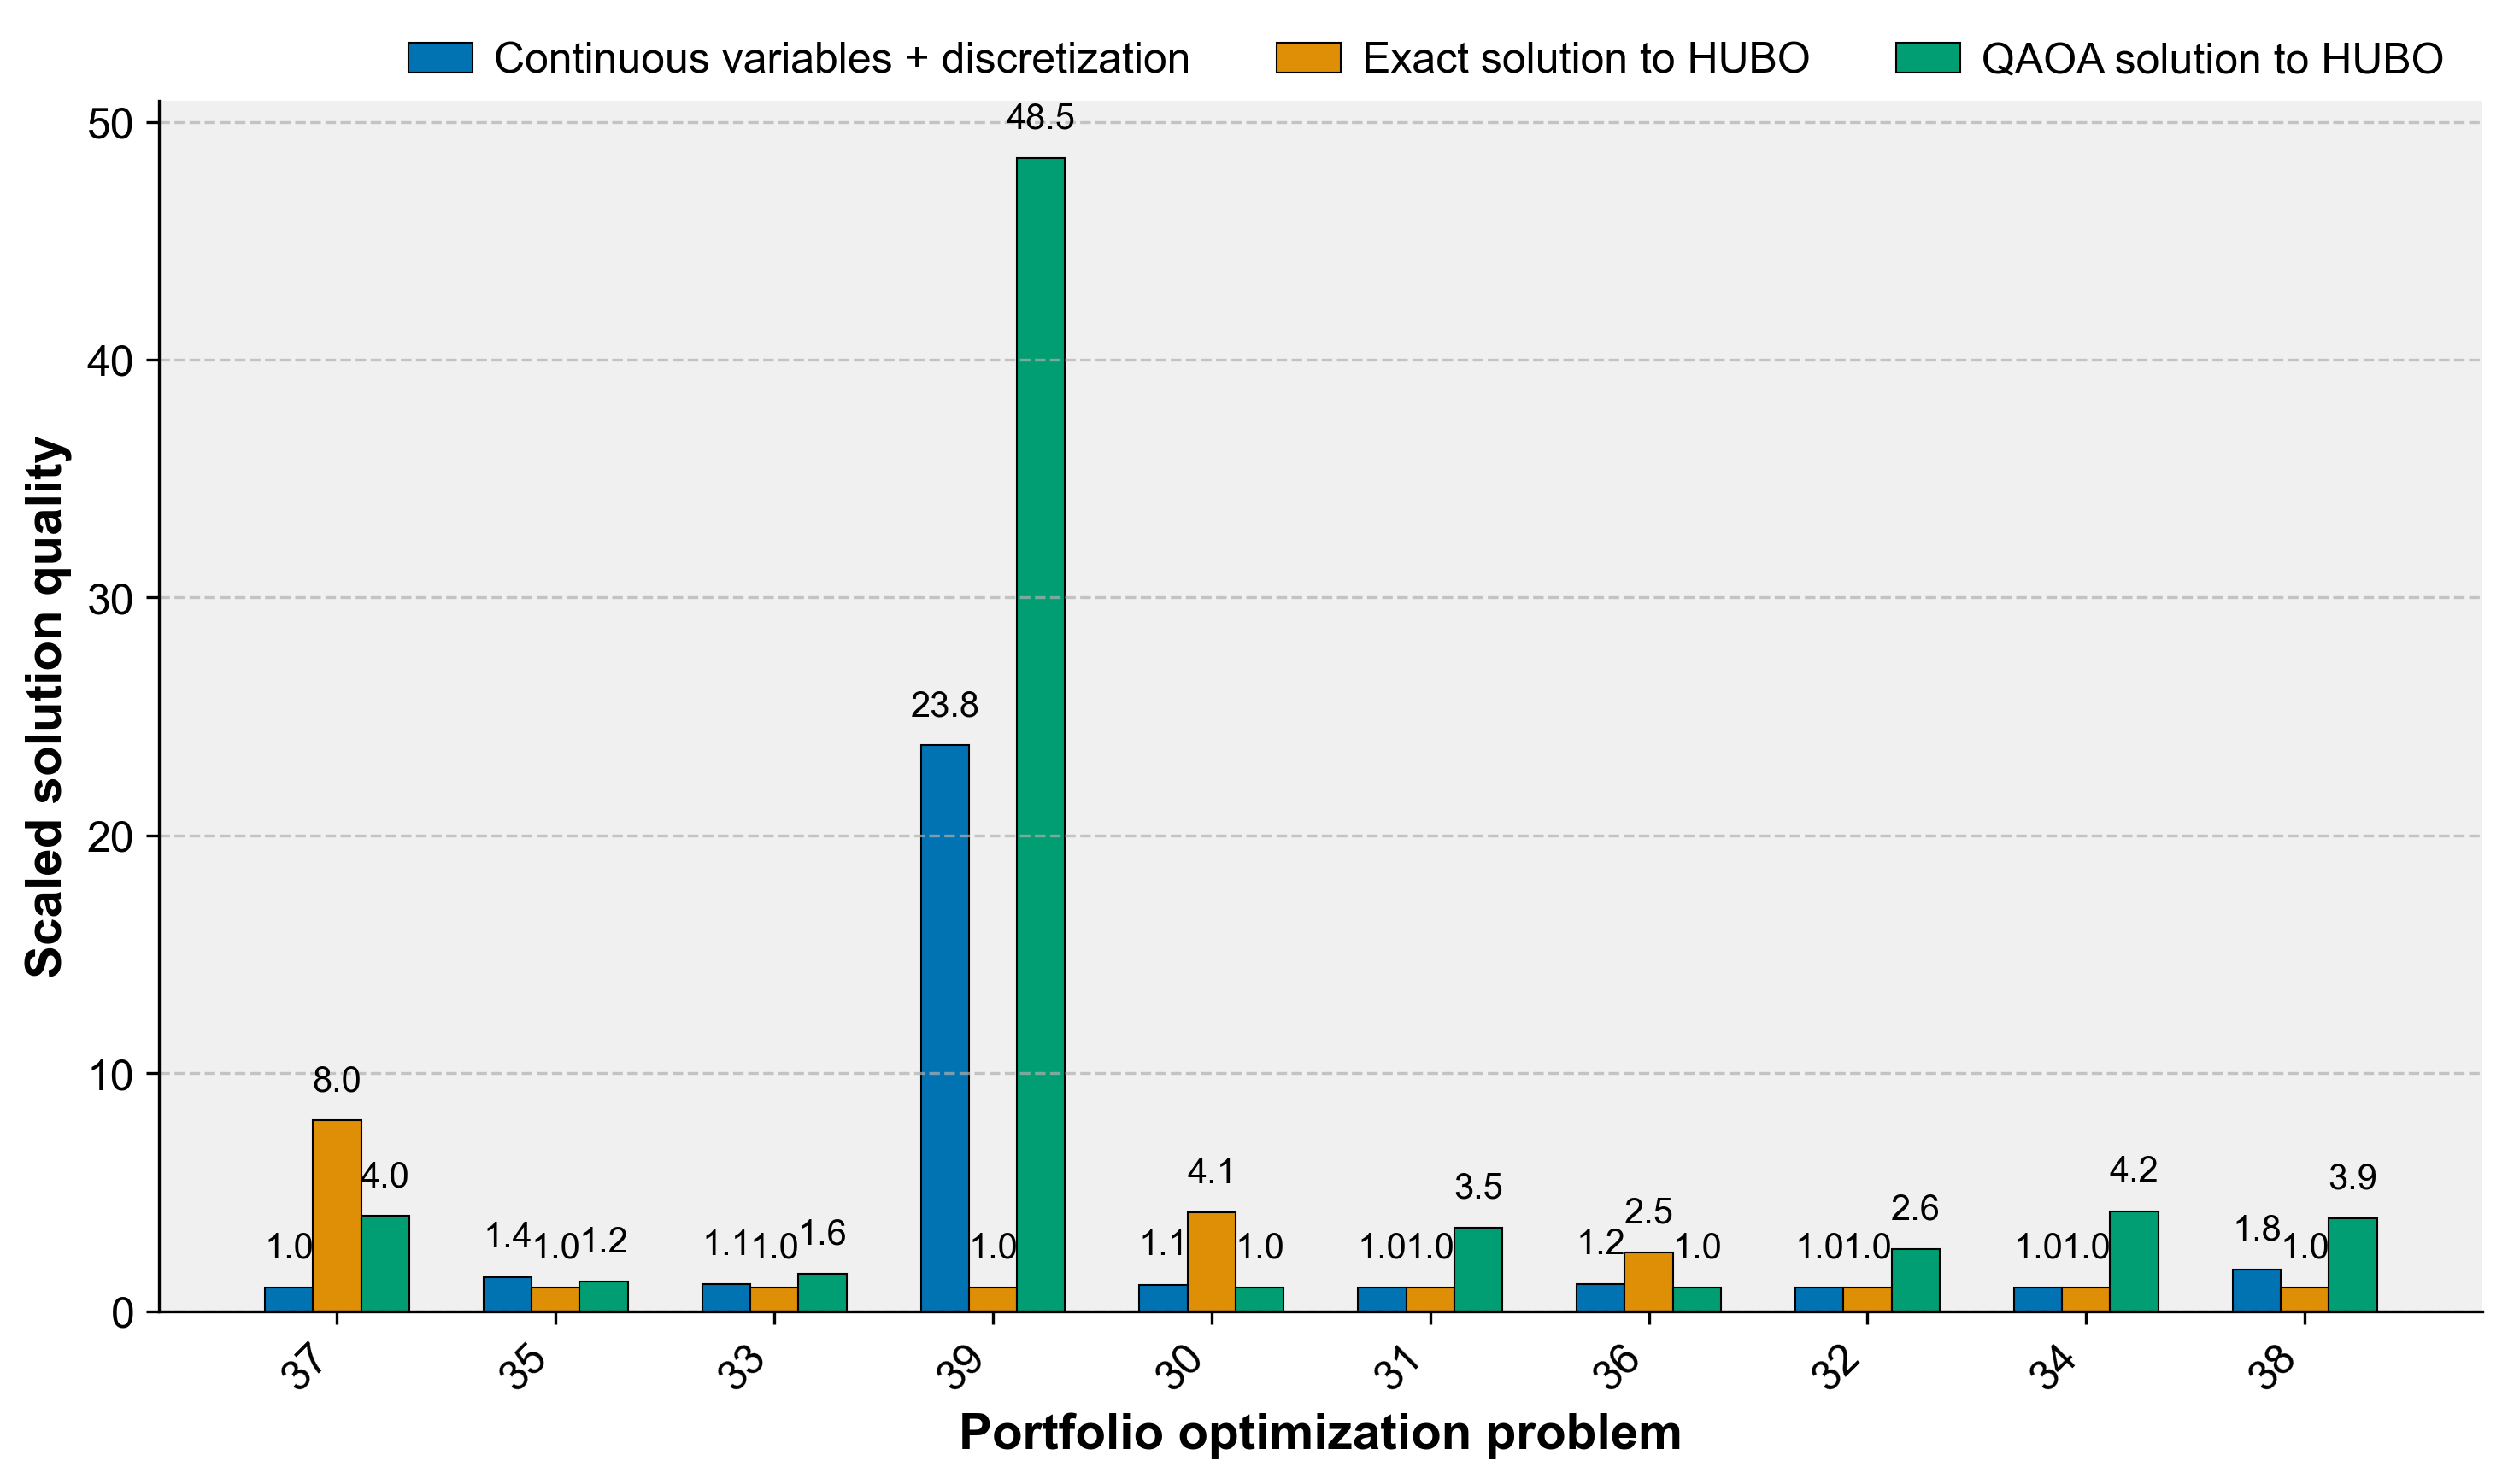 Continuous variables + discretization Exact solution to HUBO QAOA solution to HUBO
Scaled solution quality
50
40
30
20
10
0
1.0 8.0 4.0
1.4 1.0 1.2
1.1 1.0 1.6
23.8 1.0 48.5
1.1 4.1 1.0
1.0 1.0 3.5
1.2 2.5 1.0
1.0 1.0 2.6
1.0 1.0 4.2
1.8 1.0 3.9
37 35 33 39 30 31 36 32 34 38
Portfolio optimization problem